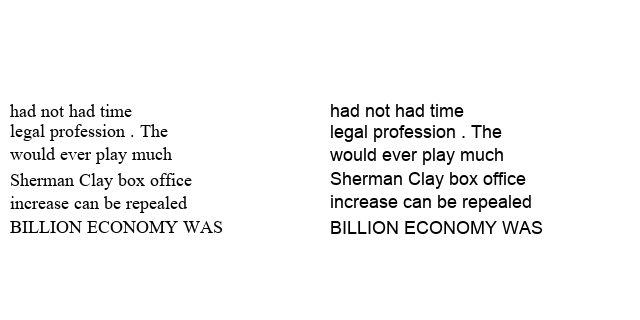 had not had time
legal profession . The
would ever play much
Sherman Clay box office
increase can be repealed
BILLION ECONOMY WAS
had not had time
legal profession . The
would ever play much
Sherman Clay box office
increase can be repealed
BILLION ECONOMY WAS